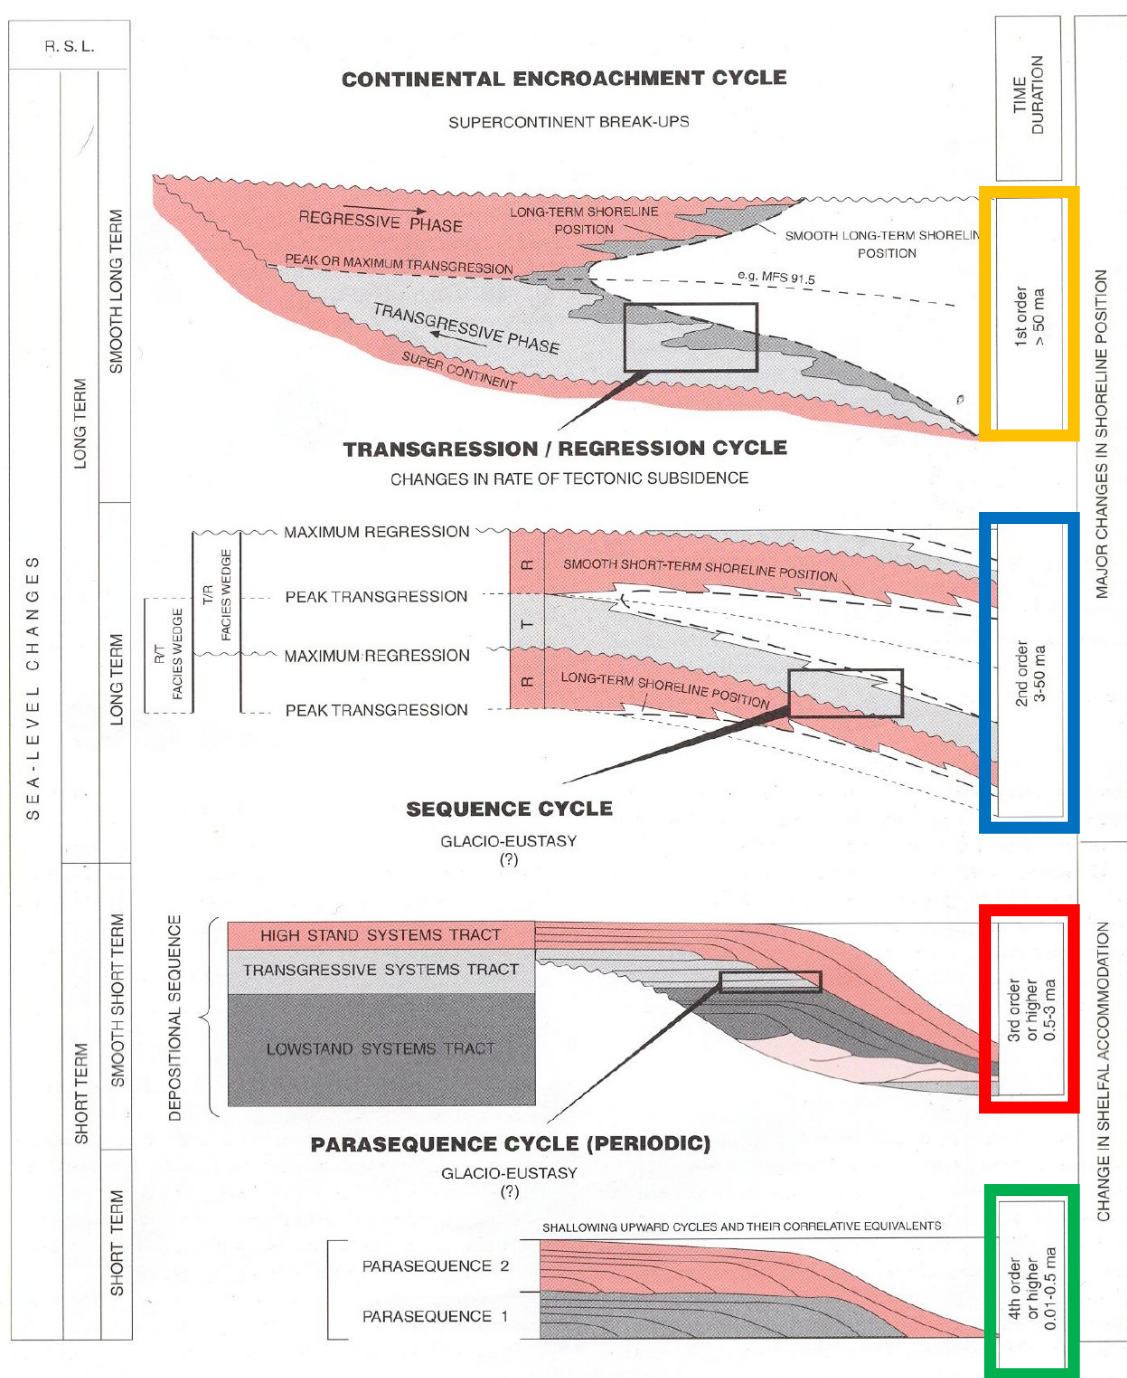 R. S. L.
TIME
DURATION
CONTINENTAL ENCROACHMENT CYCLE
SUPERCONTINENT BREAK-UPS
SEA-LEVEL CHANGES
LONG TERM
SMOOTH LONG TERM
REGRESSIVE PHASE
LONG-TERM SHORELINE
POSITION
SMOOTH LONG-TERM SHORELIN
POSITION
PEAK OR MAXIMUM TRANSGRESSION
e.g. MFS 91.5
TRANSGRESSIVE PHASE
SUPER CONTINENT
1st order
> 50 ma
MAJOR CHANGES IN SHORELINE POSITION
TRANSGRESSION / REGRESSION CYCLE
CHANGES IN RATE OF TECTONIC SUBSIDENCE
LONG TERM
MAXIMUM REGRESSION
PEAK TRANSGRESSION
MAXIMUM REGRESSION
PEAK TRANSGRESSION
R/T
FACIES WEDGE
T/R
FACIES WEDGE
R
T
R
SMOOTH SHORT-TERM SHORELINE POSITION
LONG-TERM SHORELINE POSITION
2nd order
3-50 ma
SEQUENCE CYCLE
GLACIO-EUSTASY
(?)
SHORT TERM
SMOOTH SHORT TERM
DEPOSITIONAL SEQUENCE
HIGH STAND SYSTEMS TRACT
TRANSGRESSIVE SYSTEMS TRACT
LOWSTAND SYSTEMS TRACT
3rd order
or higher
0.5-3 ma
CHANGE IN SHELFAL ACCOMMODATION
PARASEQUENCE CYCLE (PERIODIC)
GLACIO-EUSTASY
(?)
SHORT TERM
SHALLOWING UPWARD CYCLES AND THEIR CORRELATIVE EQUIVALENTS
PARASEQUENCE 2
PARASEQUENCE 1
4th order
or higher
0.01-0.5 ma